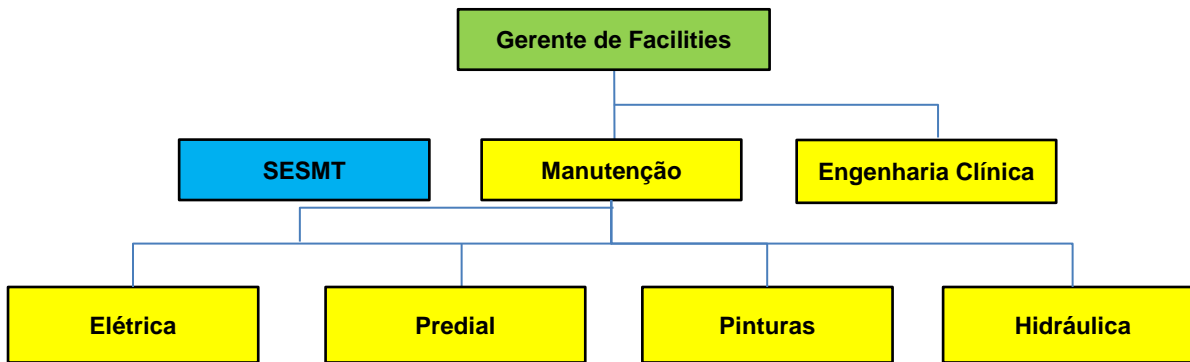 Gerente de Facilities
SESMT
Manutenção
Engenharia Clínica
Elétrica
Predial
Pinturas
Hidráulica